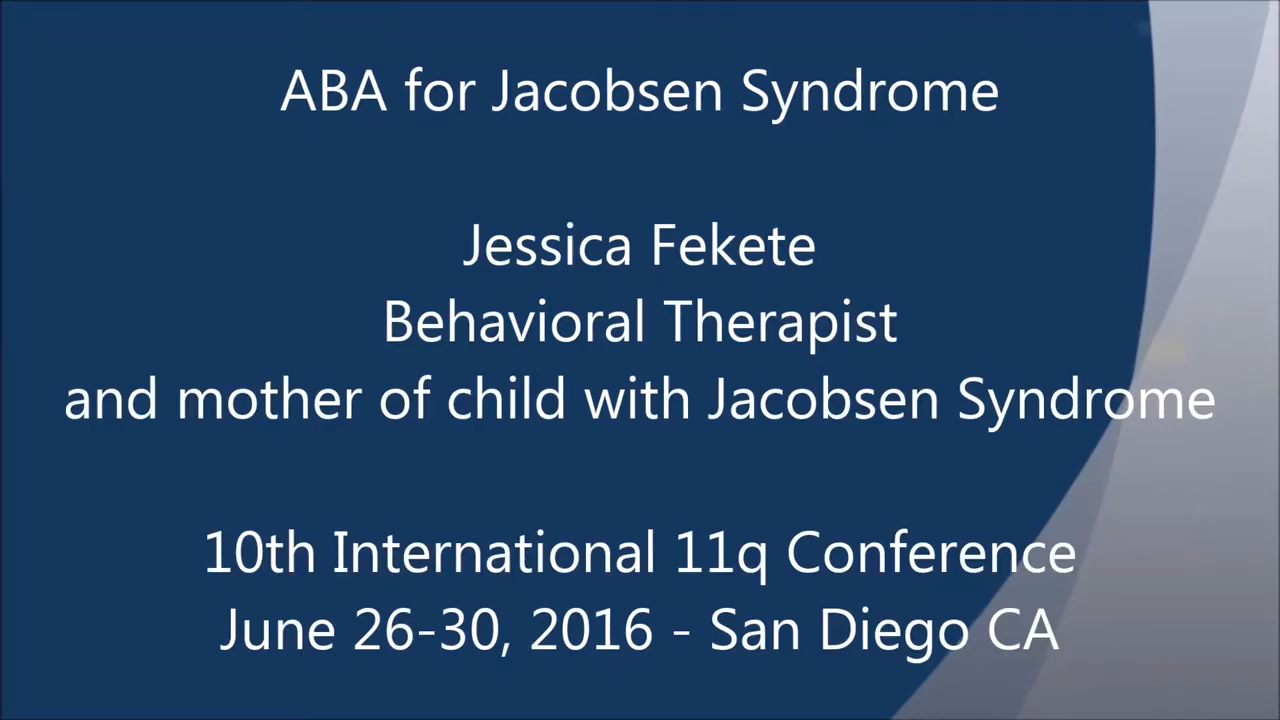 ABA for Jacobsen Syndrome
Jessica Fekete
Behavioral Therapist
and mother of child with Jacobsen Syndrome
10th International 11q Conference
June 26-30, 2016 - San Diego CA